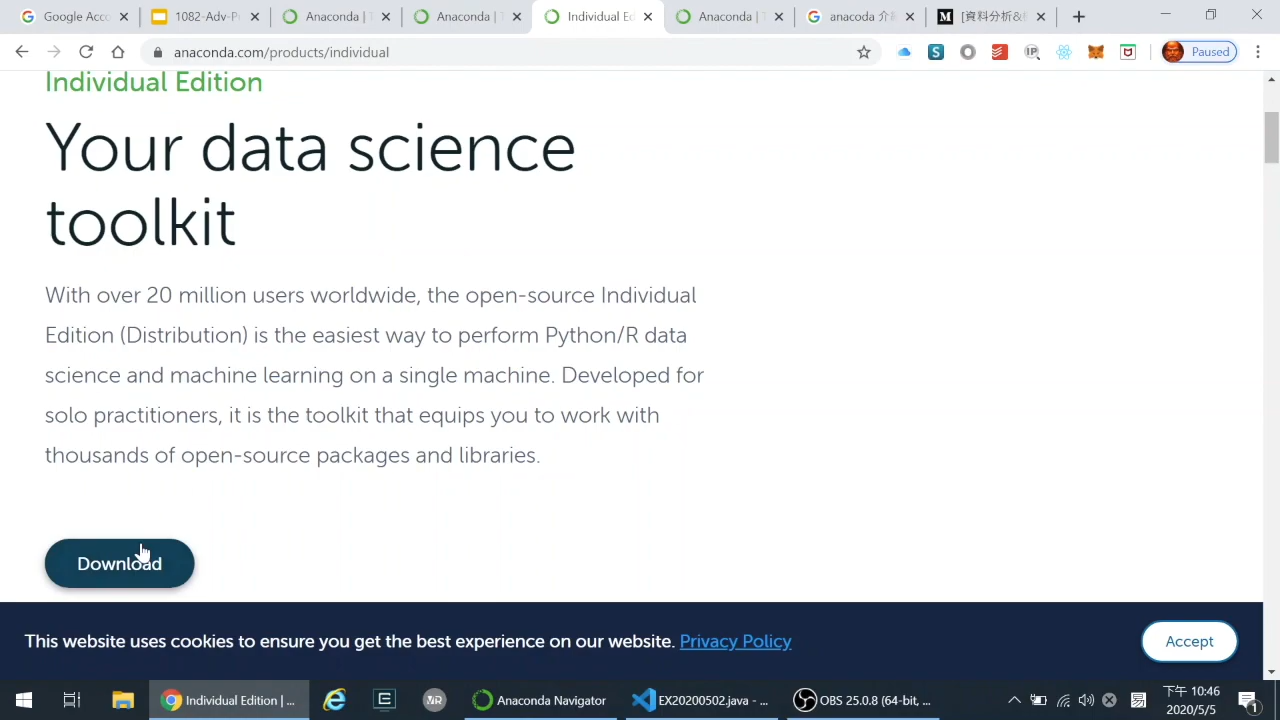 Google Acco
1082-Adv-P
Anaconda | T
Anaconda | T
Individual Ed
Anaconda | T
anacoda 介紹
[資料分析&
anaconda.com/products/individual
Paused
Individual Edition
Your data science
toolkit
With over 20 million users worldwide, the open-source Individual
Edition (Distribution) is the easiest way to perform Python/R data
science and machine learning on a single machine. Developed for
solo practitioners, it is the toolkit that equips you to work with
thousands of open-source packages and libraries.
Download
This website uses cookies to ensure you get the best experience on our website. Privacy Policy
Accept
Individual Edition | ...
Anaconda Navigator
EX20200502.java - ...
OBS 25.0.8 (64-bit, ...
下午 10:46
2020/5/5
1